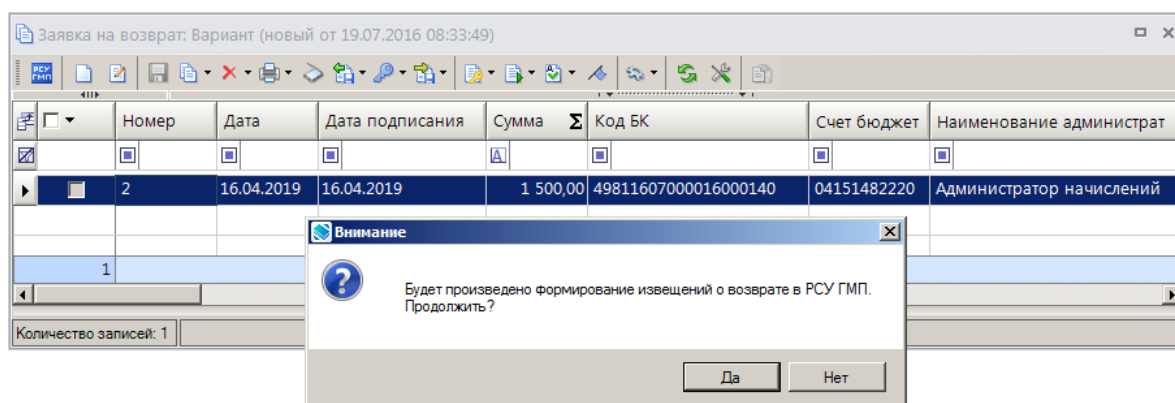 Заявка на возврат: Вариант (новый от 19.07.2016 08:33:49)
РСУ
ГМП
Номер Дата Дата подписания Сумма Σ Код БК Счет бюджет Наименование администрат
A
2 16.04.2019 16.04.2019 1 500,00 49811607000016000140 04151482220 Администратор начислений
Внимание
1
Будет произведено формирование извещений о возврате в РСУ ГМП.
Продолжить?
Количество записей: 1
Да Нет